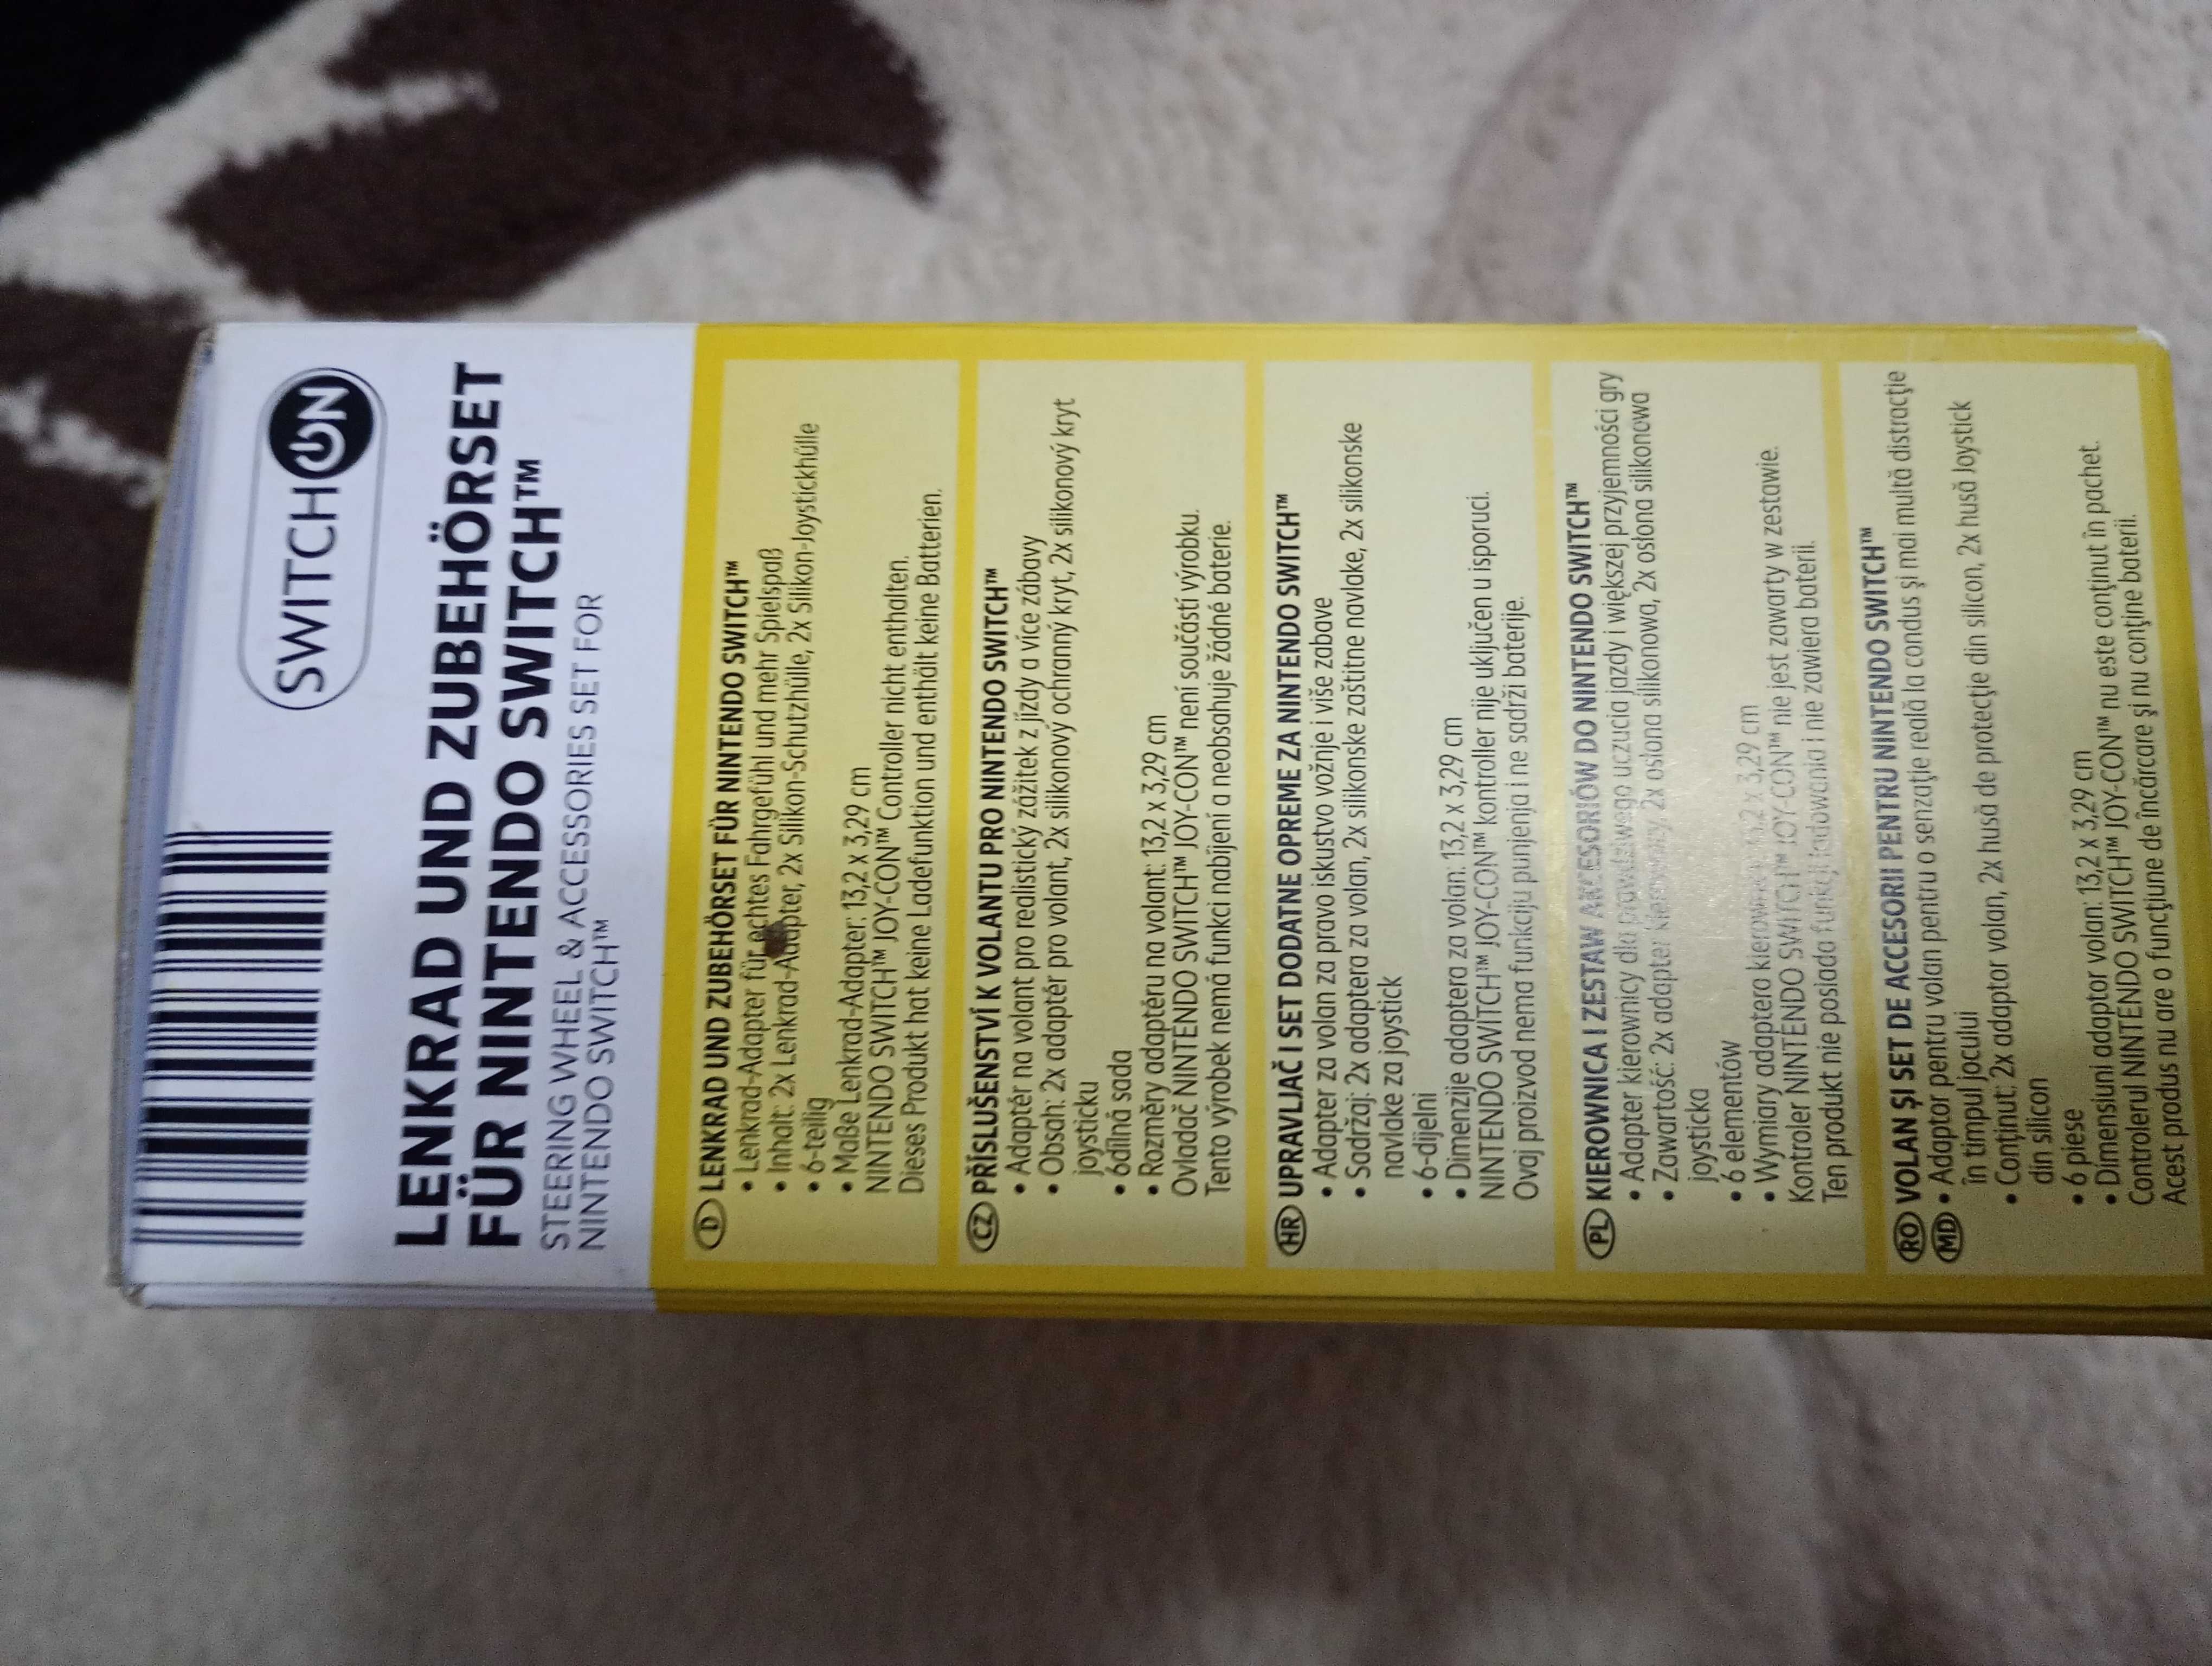 SWITCH ON
LENKRAD UND ZUBEHÖRSET
FÜR NINTENDO SWITCH™
STEERING WHEEL & ACCESSORIES SET FOR
NINTENDO SWITCH™
D LENKRAD UND ZUBEHÖRSET FÜR NINTENDO SWITCH™
• Lenkrad-Adapter für echtes Fahrgefühl und mehr Spielspaß
• Inhalt: 2x Lenkrad-Adapter, 2x Silikon-Schutzhülle, 2x Silikon-Joystickhülle
• 6-teilig
• Maße Lenkrad-Adapter: 13,2 x 3,29 cm
NINTENDO SWITCH™ JOY-CON™ Controller nicht enthalten.
Dieses Produkt hat keine Ladefunktion und enthält keine Batterien.
CZ PŘÍSLUŠENSTVÍ K VOLANTU PRO NINTENDO SWITCH™
• Adaptér na volant pro realistický zážitek z jízdy a více zábavy
• Obsah: 2x adaptér pro volant, 2x silikonový ochranný kryt, 2x silikonový kryt
joysticku
• 6dílná sada
• Rozměry adaptéru na volant: 13,2 x 3,29 cm
Ovladač NINTENDO SWITCH™ JOY-CON™ není součástí výrobku.
Tento výrobek nemá funkci nabíjení a neobsahuje žádné baterie.
HR UPRAVLJAČ I SET DODATNE OPREME ZA NINTENDO SWITCH™
• Adapter za volan za pravo iskustvo vožnje i više zabave
• Sadržaj: 2x adaptera za volan, 2x silikonske zaštitne navlake, 2x silikonske
navlake za joystick
• 6-dijelni
• Dimenzije adaptera za volan: 13,2 x 3,29 cm
NINTENDO SWITCH™ JOY-CON™ kontroller nije uključen u isporuci.
Ovaj proizvod nema funkciju punjenja i ne sadrži baterije.
PL KIEROWNICA I ZESTAW AKCESORIÓW DO NINTENDO SWITCH™
• Adapter kierownicy dla prawdziwego uczucia jazdy i większej przyjemności gry
• Zawartość: 2x adapter kierownicy, 2x osłona silikonowa, 2x osłona silikonowa
joysticka
• 6 elementów
• Wymiary adaptera kierownicy: 13,2 x 3,29 cm
Kontroler NINTENDO SWITCH™ JOY-CON™ nie jest zawarty w zestawie.
Ten produkt nie posiada funkcji ładowania i nie zawiera baterii.
RO VOLAN ŞI SET DE ACCESORII PENTRU NINTENDO SWITCH™
MD • Adaptor pentru volan pentru o senzaţie reală la condus şi mai multă distracţie
în timpul jocului
• Conţinut: 2x adaptor volan, 2x husă de protecţie din silicon, 2x husă Joystick
din silicon
• 6 piese
• Dimensiuni adaptor volan: 13,2 x 3,29 cm
Controlerul NINTENDO SWITCH™ JOY-CON™ nu este conţinut în pachet.
Acest produs nu are o funcţiune de încărcare şi nu conţine baterii.